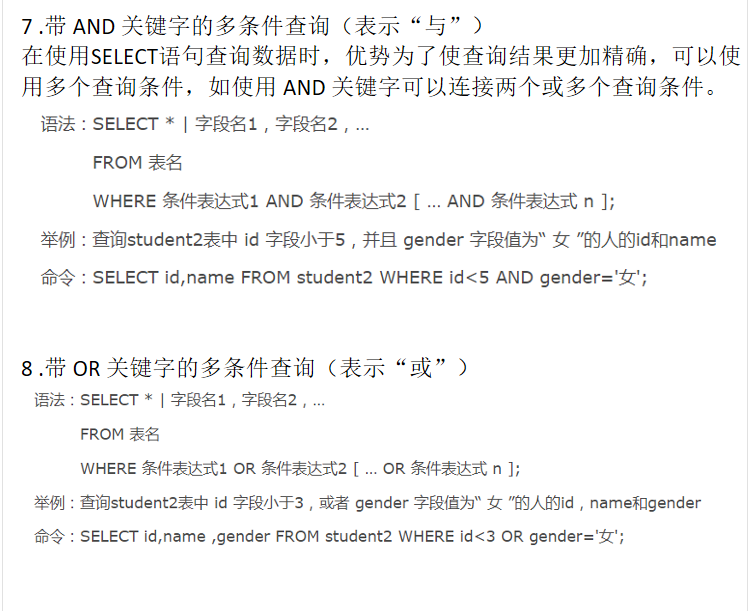 7 .带 AND 关键字的多条件查询（表示“与”）
在使用SELECT语句查询数据时，优势为了使查询结果更加精确，可以使
用多个查询条件，如使用 AND 关键字可以连接两个或多个查询条件。
语法：SELECT * | 字段名1，字段名2，…
FROM 表名
WHERE 条件表达式1 AND 条件表达式2 [ … AND 条件表达式 n ];
举例：查询student2表中 id 字段小于5，并且 gender 字段值为“ 女 ”的人的id和name
命令：SELECT id,name FROM student2 WHERE id<5 AND gender='女';
8 .带 OR 关键字的多条件查询（表示“或”）
语法：SELECT * | 字段名1，字段名2，…
FROM 表名
WHERE 条件表达式1 OR 条件表达式2 [ … OR 条件表达式 n ];
举例：查询student2表中 id 字段小于3，或者 gender 字段值为“ 女 ”的人的id，name和gender
命令：SELECT id,name ,gender FROM student2 WHERE id<3 OR gender='女';